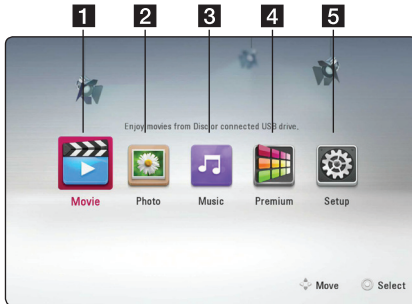 1 2 3 4 5
Enjoy movies from Disc or connected USB drive.
Movie Photo Music Premium Setup
Move Select